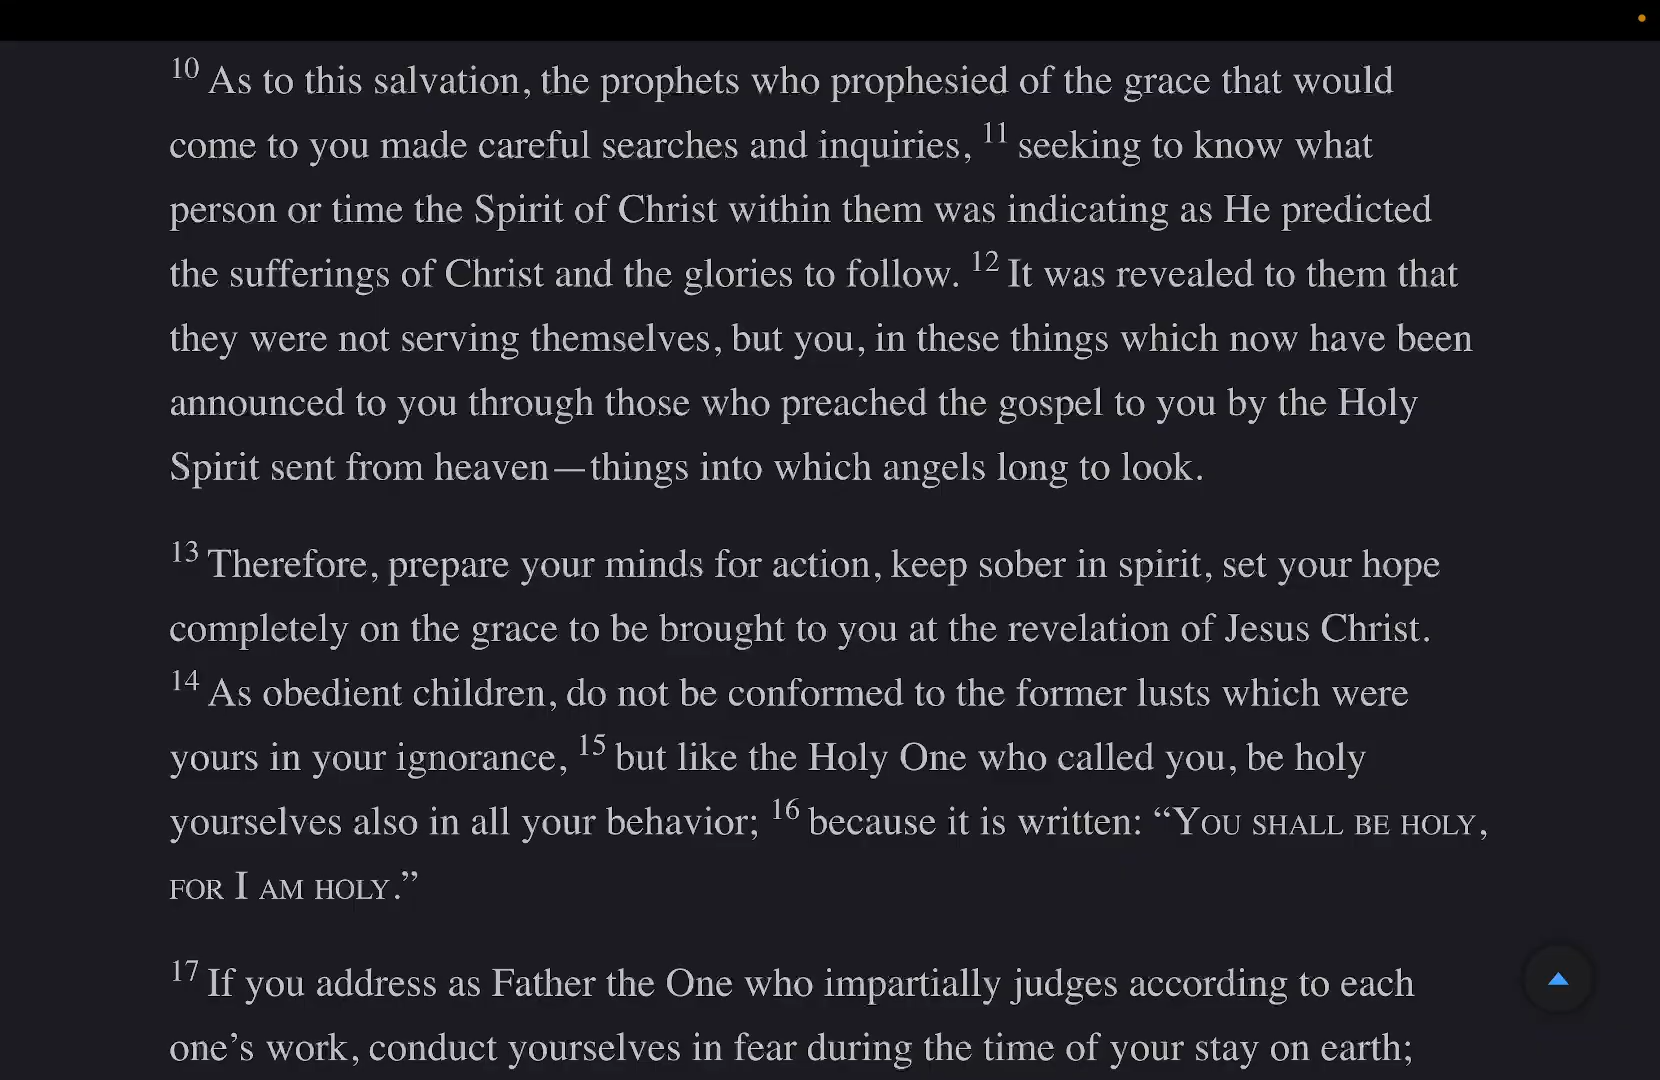 10 As to this salvation, the prophets who prophesied of the grace that would
come to you made careful searches and inquiries, 11 seeking to know what
person or time the Spirit of Christ within them was indicating as He predicted
the sufferings of Christ and the glories to follow. 12 It was revealed to them that
they were not serving themselves, but you, in these things which now have been
announced to you through those who preached the gospel to you by the Holy
Spirit sent from heaven—things into which angels long to look.
13 Therefore, prepare your minds for action, keep sober in spirit, set your hope
completely on the grace to be brought to you at the revelation of Jesus Christ.
14 As obedient children, do not be conformed to the former lusts which were
yours in your ignorance, 15 but like the Holy One who called you, be holy
yourselves also in all your behavior; 16 because it is written: “YOU SHALL BE HOLY,
FOR I AM HOLY.”
17 If you address as Father the One who impartially judges according to each
one’s work, conduct yourselves in fear during the time of your stay on earth;